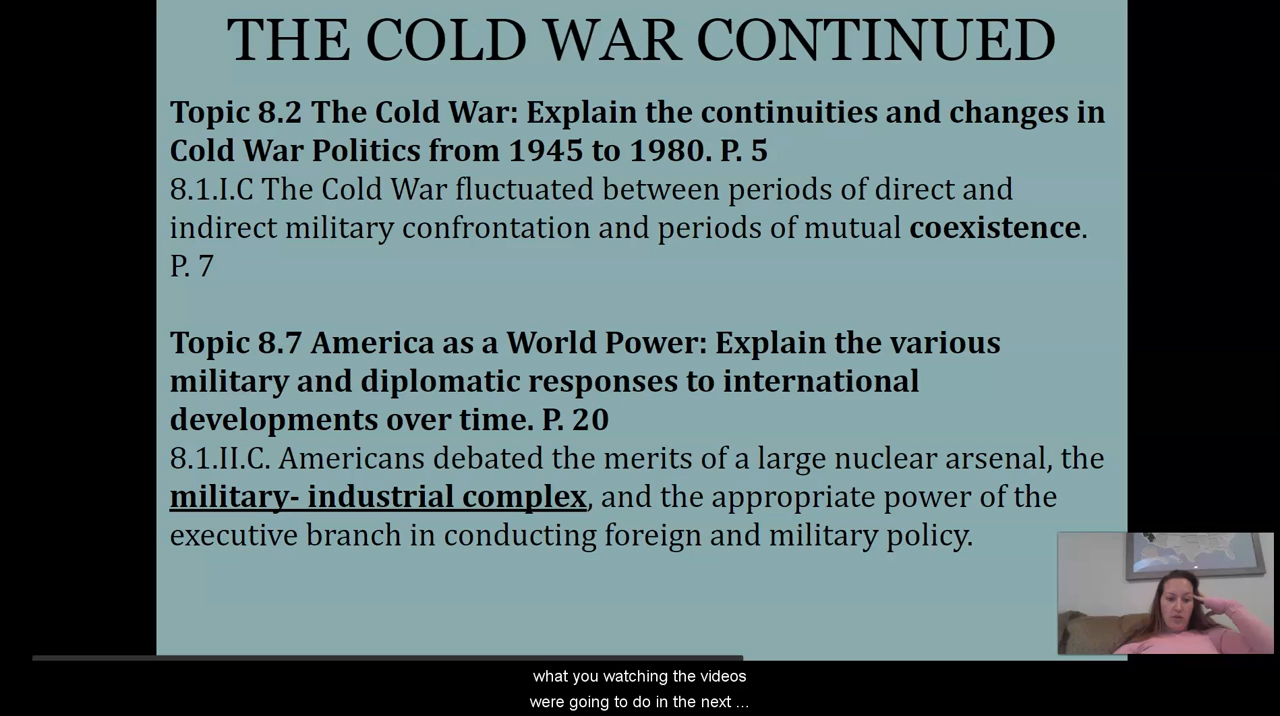 THE COLD WAR CONTINUED
Topic 8.2 The Cold War: Explain the continuities and changes in
Cold War Politics from 1945 to 1980. P. 5
8.1.I.C The Cold War fluctuated between periods of direct and
indirect military confrontation and periods of mutual coexistence.
P. 7
Topic 8.7 America as a World Power: Explain the various
military and diplomatic responses to international
developments over time. P. 20
8.1.II.C. Americans debated the merits of a large nuclear arsenal, the
military- industrial complex, and the appropriate power of the
executive branch in conducting foreign and military policy.
what you watching the videos
were going to do in the next ...